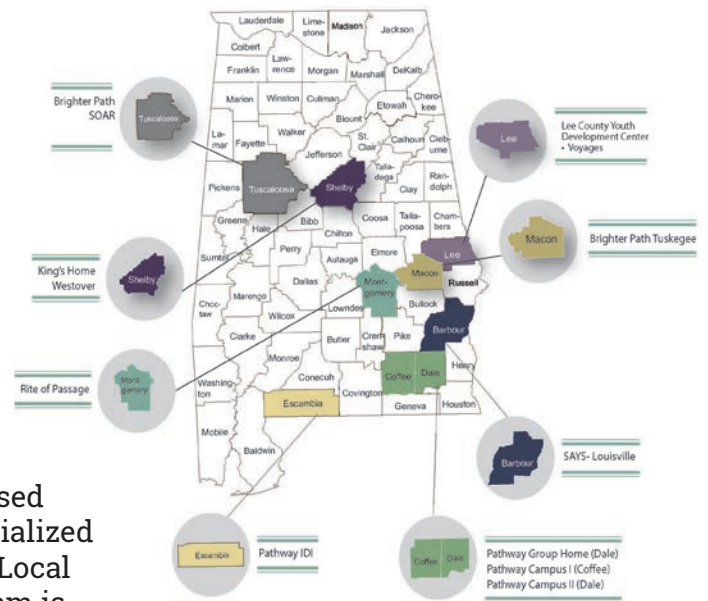 Lauderdale
Lime-
stone
Madison
Jackson
Colbert
Franklin
Law-
rence
Morgan
Marshall
DeKalb
Marion
Winston
Cullman
Etowah
Chero-
kee
Blount
La-
mar
Fayette
Walker
St.
Clair
Calhoun
Cleb-
urne
Jefferson
Pickens
Tuscaloosa
Shelby
Talla-
dega
Clay
Ran-
dolph
Greene
Hale
Bibb
Chilton
Coosa
Talla-
poosa
Cham-
bers
Sumter
Perry
Autauga
Elmore
Lee
Macon
Russell
Mont-
gomery
Dallas
Lowndes
Bullock
Choc-
taw
Marengo
Wilcox
Butler
Cren-
shaw
Pike
Barbour
Clarke
Monroe
Conecuh
Covington
Coffee
Dale
Henry
Washing-
ton
Escambia
Geneva
Houston
Mobile
Baldwin
Brighter Path
SOAR
Tuscaloosa
Lee
Lee County Youth
Development Center
• Voyages
Macon
Brighter Path Tuskegee
King's Home
Westover
Shelby
Rite of Passage
Mont-
gomery
Barbour
SAYS- Louisville
Escambia
Pathway IDI
Coffee
Dale
Pathway Group Home (Dale)
Pathway Campus I (Coffee)
Pathway Campus II (Dale)
sed
ialized
Local
m is